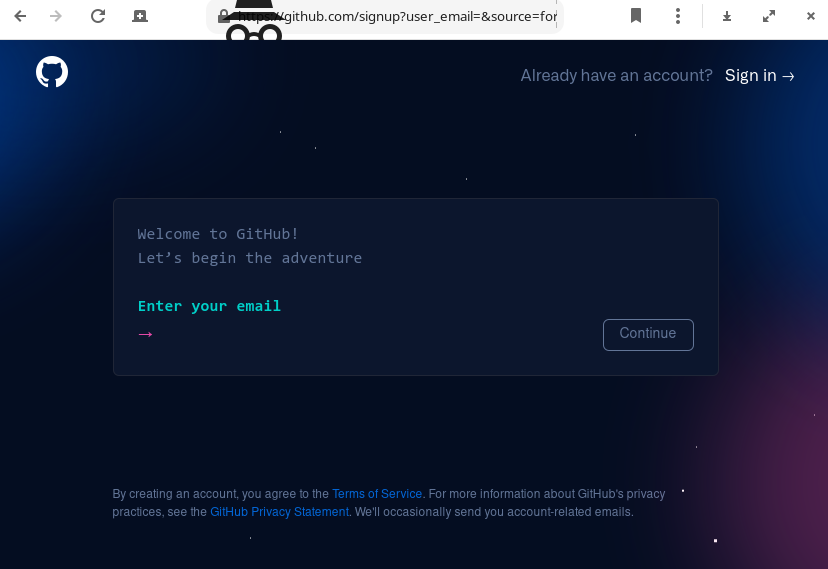 https://github.com/signup?user_email=&source=for
Already have an account? Sign in →
Welcome to GitHub!
Let’s begin the adventure
Enter your email
→
Continue
By creating an account, you agree to the Terms of Service. For more information about GitHub's privacy
practices, see the GitHub Privacy Statement. We'll occasionally send you account-related emails.